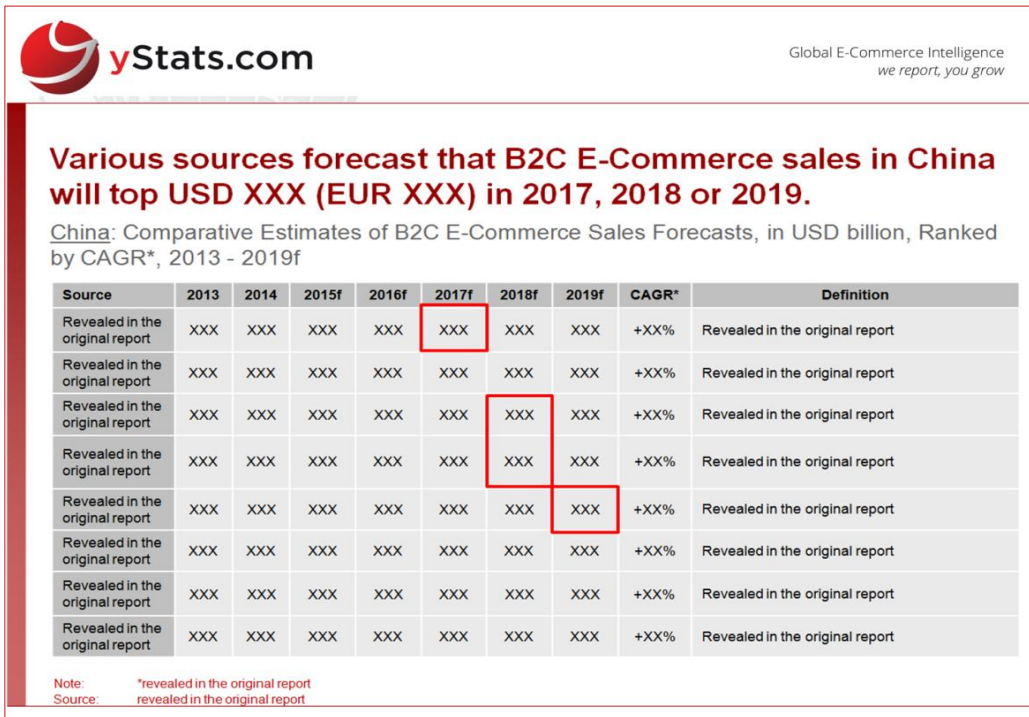 yStats.com
Global E-Commerce Intelligence
we report, you grow
Various sources forecast that B2C E-Commerce sales in China
will top USD XXX (EUR XXX) in 2017, 2018 or 2019.
China: Comparative Estimates of B2C E-Commerce Sales Forecasts, in USD billion, Ranked
by CAGR*, 2013 - 2019f
Source 2013 2014 2015f 2016f 2017f 2018f 2019f CAGR* Definition
Revealed in the
original report XXX XXX XXX XXX XXX XXX XXX +XX% Revealed in the original report
Revealed in the
original report XXX XXX XXX XXX XXX XXX XXX +XX% Revealed in the original report
Revealed in the
original report XXX XXX XXX XXX XXX XXX XXX +XX% Revealed in the original report
Revealed in the
original report XXX XXX XXX XXX XXX XXX XXX +XX% Revealed in the original report
Revealed in the
original report XXX XXX XXX XXX XXX XXX XXX +XX% Revealed in the original report
Revealed in the
original report XXX XXX XXX XXX XXX XXX XXX +XX% Revealed in the original report
Revealed in the
original report XXX XXX XXX XXX XXX XXX XXX +XX% Revealed in the original report
Revealed in the
original report XXX XXX XXX XXX XXX XXX XXX +XX% Revealed in the original report
Note: *revealed in the original report
Source: revealed in the original report